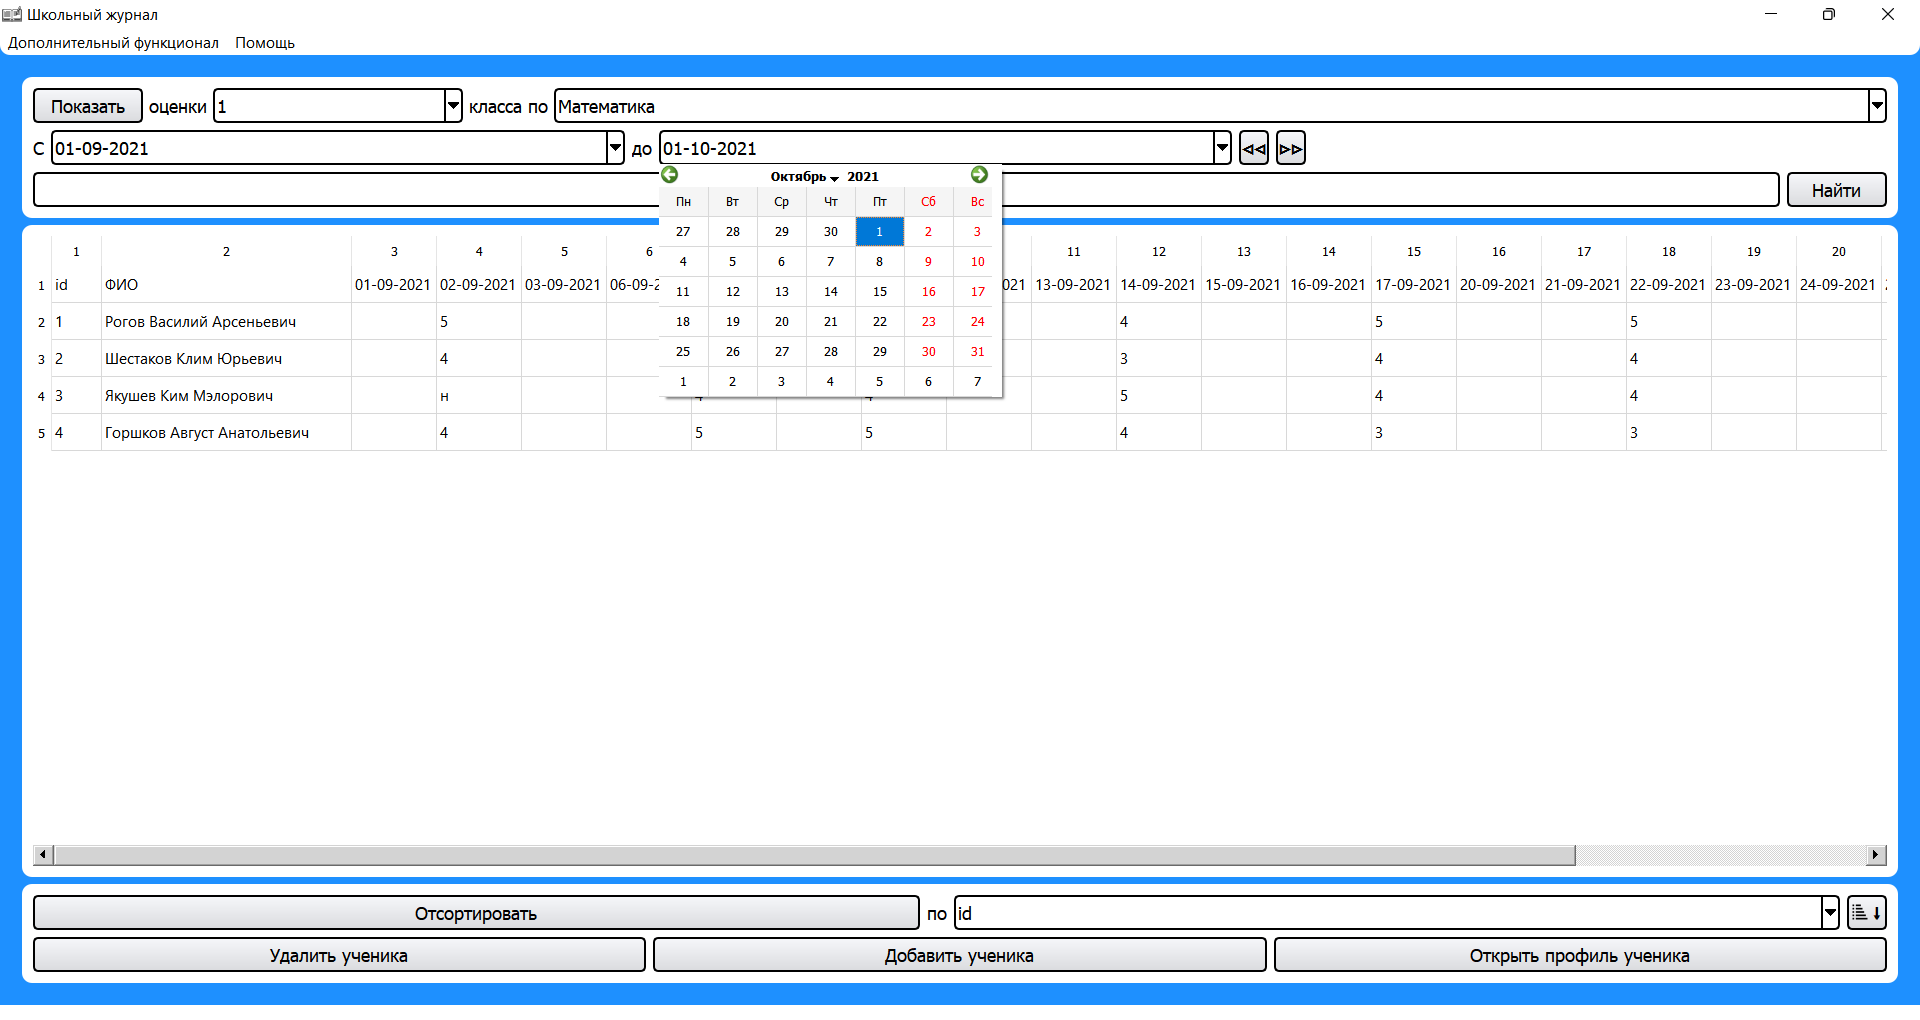 Школьный журнал
Дополнительный функционал Помощь
Показать оценки 1 класса по Математика
С 01-09-2021 до 01-10-2021
Найти
Октябрь 2021
Пн Вт Ср Чт Пт Сб Вс
27 28 29 30 1 2 3
4 5 6 7 8 9 10
11 12 13 14 15 16 17
18 19 20 21 22 23 24
25 26 27 28 29 30 31
1 2 3 4 5 6 7
1 2 3 4 5 6 11 12 13 14 15 16 17 18 19 20
1 id ФИО 01-09-2021 02-09-2021 03-09-2021 06-09-2 021 13-09-2021 14-09-2021 15-09-2021 16-09-2021 17-09-2021 20-09-2021 21-09-2021 22-09-2021 23-09-2021 24-09-2021
2 1 Рогов Василий Арсеньевич 5 4 5 5
3 2 Шестаков Клим Юрьевич 4 3 4 4
4 3 Якушев Ким Мэлорович н 5 4 4
5 4 Горшков Август Анатольевич 4 5 5 4 3 3
Отсортировать по id
Удалить ученика Добавить ученика Открыть профиль ученика